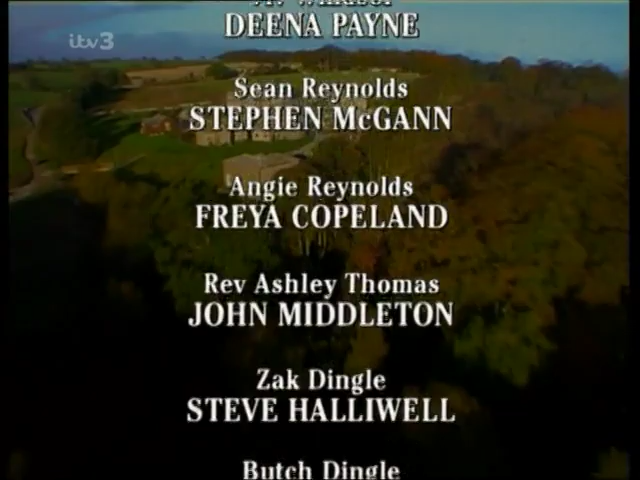 DEENA PAYNE
itv3
Sean Reynolds
STEPHEN McGANN
Angie Reynolds
FREYA COPELAND
Rev Ashley Thomas
JOHN MIDDLETON
Zak Dingle
STEVE HALLIWELL
Butch Dingle